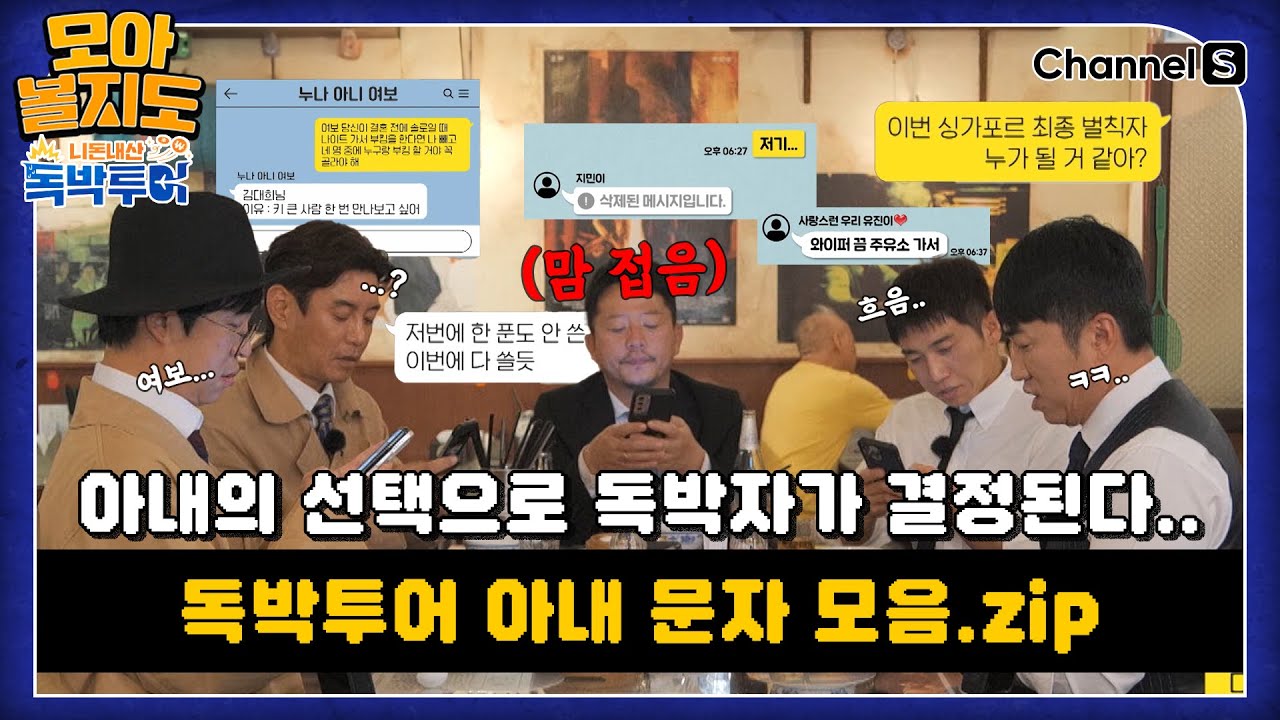 모아
볼지도
니돈내산
독박투어
Channel S
누나 아니 여보
여보 당신이 결혼 전에 솔로일 때
나이트 가서 부킹을 한다면 나 빼고
네 명 중에 누구랑 부킹 할 거야 꼭
골라야 해
누나 아니 여보
김대희님
이유 : 키 큰 사람 한 번 만나보고 싶어
오후 06:27
저기...
지민이
삭제된 메시지입니다.
이번 싱가포르 최종 벌칙자
누가 될 거 같아?
사랑스런 우리 유진이❤
와이퍼 끔 주유소 가서
오후 06:37
(맘 접음)
...?
저번에 한 푼도 안 쓴
이번에 다 쓸듯
여보...
흐음..
ㅋㅋ..
아내의 선택으로 독박자가 결정된다..
독박투어 아내 문자 모음.zip